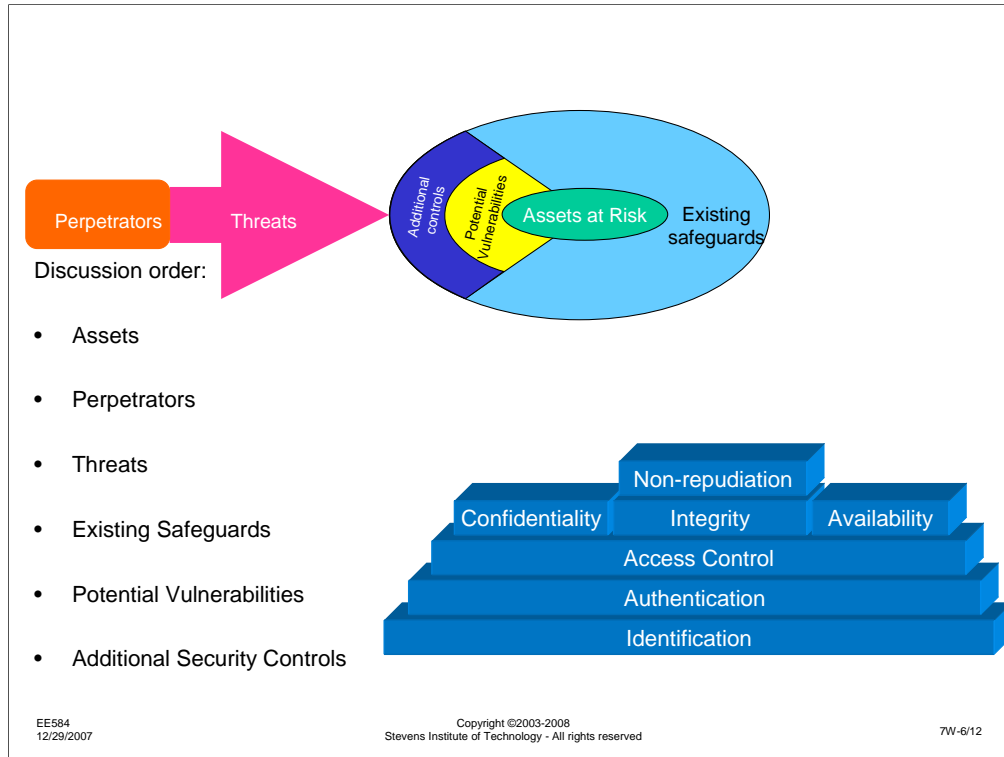 Perpetrators
Threats
Additional
controls
Potential
Vulnerabilities
Assets at Risk
Existing
safeguards
Discussion order:
• Assets
• Perpetrators
• Threats
• Existing Safeguards
• Potential Vulnerabilities
• Additional Security Controls
Non-repudiation
Confidentiality
Integrity
Availability
Access Control
Authentication
Identification
EE584
12/29/2007
Copyright ©2003-2008
Stevens Institute of Technology - All rights reserved
7W-6/12